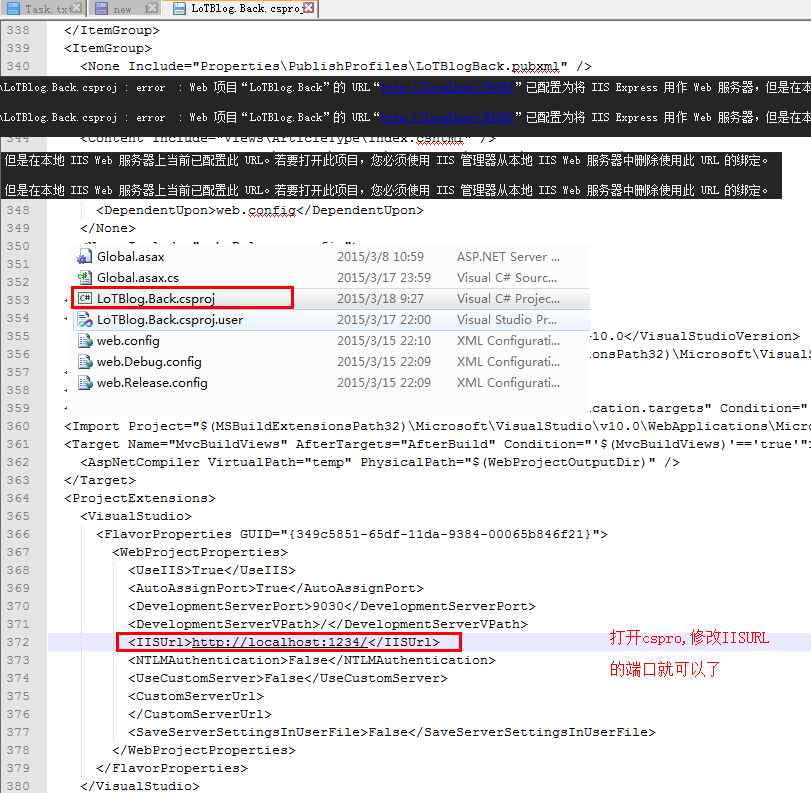 Task.txt new LoTBlog.Back.csproj
338 </ItemGroup>
339 <ItemGroup>
340 <None Include="Properties\PublishProfiles\LoTBlogBack.pubxml" />
\LoTBlog.Back.csproj : error : Web 项目“LoTBlog.Back”的 URL“ ”已配置为将 IIS Express 用作 Web 服务器，但是在本
\LoTBlog.Back.csproj : error : Web 项目“LoTBlog.Back”的 URL“ ”已配置为将 IIS Express 用作 Web 服务器，但是在本
344 <Content Include="Views\ArticleType\Index.cshtml" />
但是在本地 IIS Web 服务器上当前已配置此 URL。若要打开此项目，您必须使用 IIS 管理器从本地 IIS Web 服务器中删除使用此 URL 的绑定。
但是在本地 IIS Web 服务器上当前已配置此 URL。若要打开此项目，您必须使用 IIS 管理器从本地 IIS Web 服务器中删除使用此 URL 的绑定。
348 <DependentUpon>web.config</DependentUpon>
349 </None>
350
Global.asax 2015/3/8 10:59 ASP.NET Server ...
351
Global.asax.cs 2015/3/17 23:59 Visual C# Sourc...
352
LoTBlog.Back.csproj 2015/3/18 9:27 Visual C# Projec...
353 <
LoTBlog.Back.csproj.user 2015/3/17 22:00 Visual Studio Pr...
354
web.config 2015/3/15 22:10 XML Configurati...
355 -10.0</VisualStudioVersion>
356 onsPath32)\Microsoft\VisualS
web.Debug.config 2015/3/15 22:09 XML Configurati...
357 <
web.Release.config 2015/3/15 22:09 XML Configurati...
358 <
359 < ication.targets" Condition="
360 <Import Project="$(MSBuildExtensionsPath32)\Microsoft\VisualStudio\v10.0\WebApplications\Micro
361 <Target Name="MvcBuildViews" AfterTargets="AfterBuild" Condition="'$(MvcBuildViews)'=='true'">
362 <AspNetCompiler VirtualPath="temp" PhysicalPath="$(WebProjectOutputDir)" />
363 </Target>
364 <ProjectExtensions>
365 <VisualStudio>
366 <FlavorProperties GUID="{349c5851-65df-11da-9384-00065b846f21}">
367 <WebProjectProperties>
368 <UseIIS>True</UseIIS>
369 <AutoAssignPort>True</AutoAssignPort>
370 <DevelopmentServerPort>9030</DevelopmentServerPort>
371 <DevelopmentServerVPath>/</DevelopmentServerVPath>
372 <IISUrl>http://localhost:1234/</IISUrl>
打开cspro,修改IISURL
373 <NTLMAuthentication>False</NTLMAuthentication>
的端口就可以了
374 <UseCustomServer>False</UseCustomServer>
375 <CustomServerUrl>
376 </CustomServerUrl>
377 <SaveServerSettingsInUserFile>False</SaveServerSettingsInUserFile>
378 </WebProjectProperties>
379 </FlavorProperties>
380 </VisualStudio>